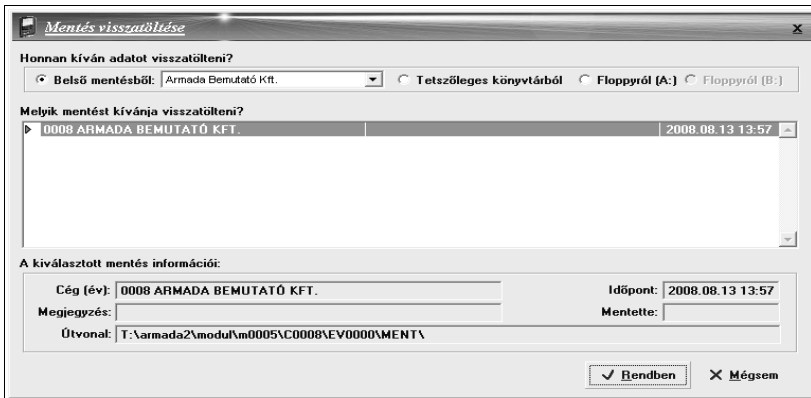 Mentés visszatöltése
Honnan kíván adatot visszatölteni?
Belső mentésből: Armada Bemutató Kft. Tetszőleges könyvtárból Floppyról (A:) Floppyról (B:)
Melyik mentést kívánja visszatölteni?
0008 ARMADA BEMUTATÓ KFT. 2008.08.13 13:57
A kiválasztott mentés információi:
Cég (év): 0008 ARMADA BEMUTATÓ KFT. Időpont: 2008.08.13 13:57
Megjegyzés: Mentette:
Útvonal: T:\armada2\modul\m0005\C0008\EV0000\MENT\
Rendben Mégsem